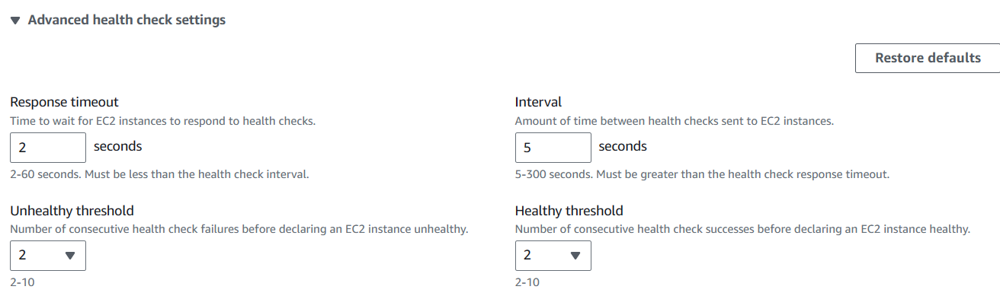 Advanced health check settings
Restore defaults
Response timeout
Time to wait for EC2 instances to respond to health checks.
2 seconds
2-60 seconds. Must be less than the health check interval.
Interval
Amount of time between health checks sent to EC2 instances.
5 seconds
5-300 seconds. Must be greater than the health check response timeout.
Unhealthy threshold
Number of consecutive health check failures before declaring an EC2 instance unhealthy.
2
2-10
Healthy threshold
Number of consecutive health check successes before declaring an EC2 instance healthy.
2
2-10